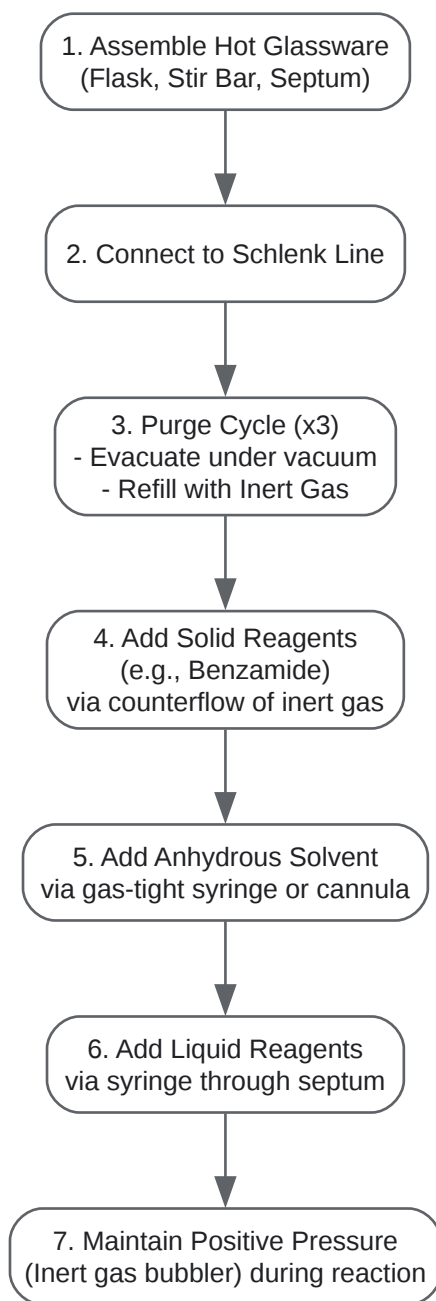 1. Assemble Hot Glassware
(Flask, Stir Bar, Septum)
2. Connect to Schlenk Line
3. Purge Cycle (x3)
- Evacuate under vacuum
- Refill with Inert Gas
4. Add Solid Reagents
(e.g., Benzamide)
via counterflow of inert gas
5. Add Anhydrous Solvent
via gas-tight syringe or cannula
6. Add Liquid Reagents
via syringe through septum
7. Maintain Positive Pressure
(Inert gas bubbler) during reaction